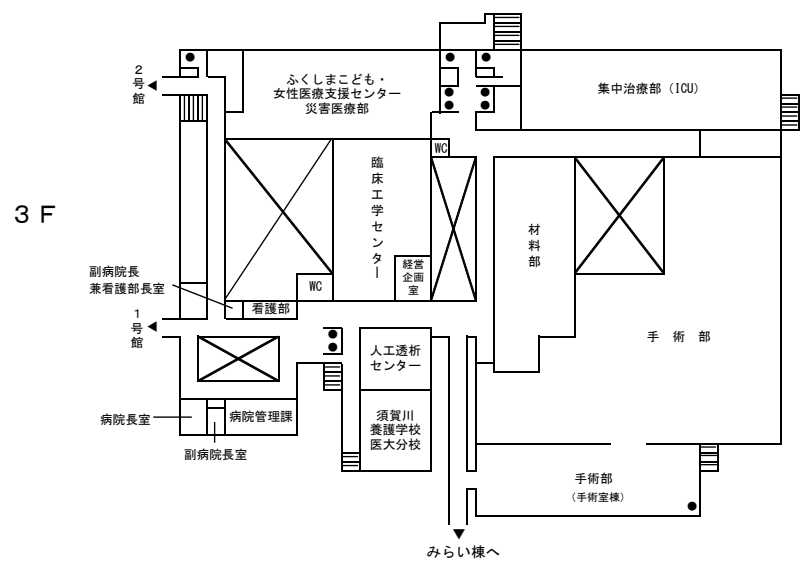 ３Ｆ
２号館
ふくしまこども・
女性医療支援センター
災害医療部
集中治療部（ICU）
WC
臨床工学センター
材料部
経営
企画
室
副病院長
兼看護部長室
WC
看護部
１号館
手　術　部
人工透析
センター
病院長室
病院管理課
須賀川
養護学校
医大分校
副病院長室
手術部
（手術室棟）
みらい棟へ